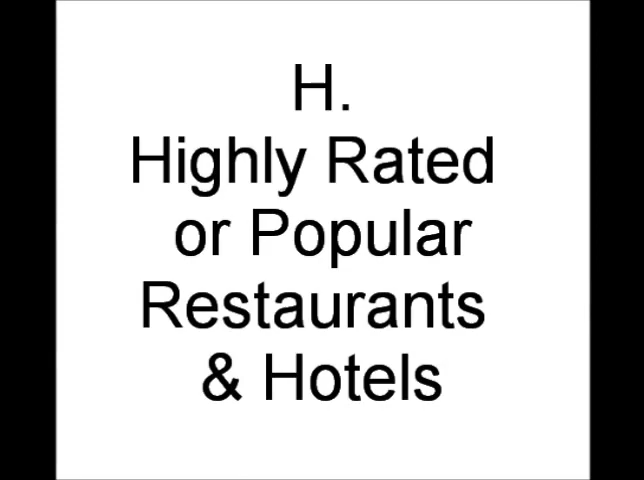 H.
Highly Rated
or Popular
Restaurants
& Hotels